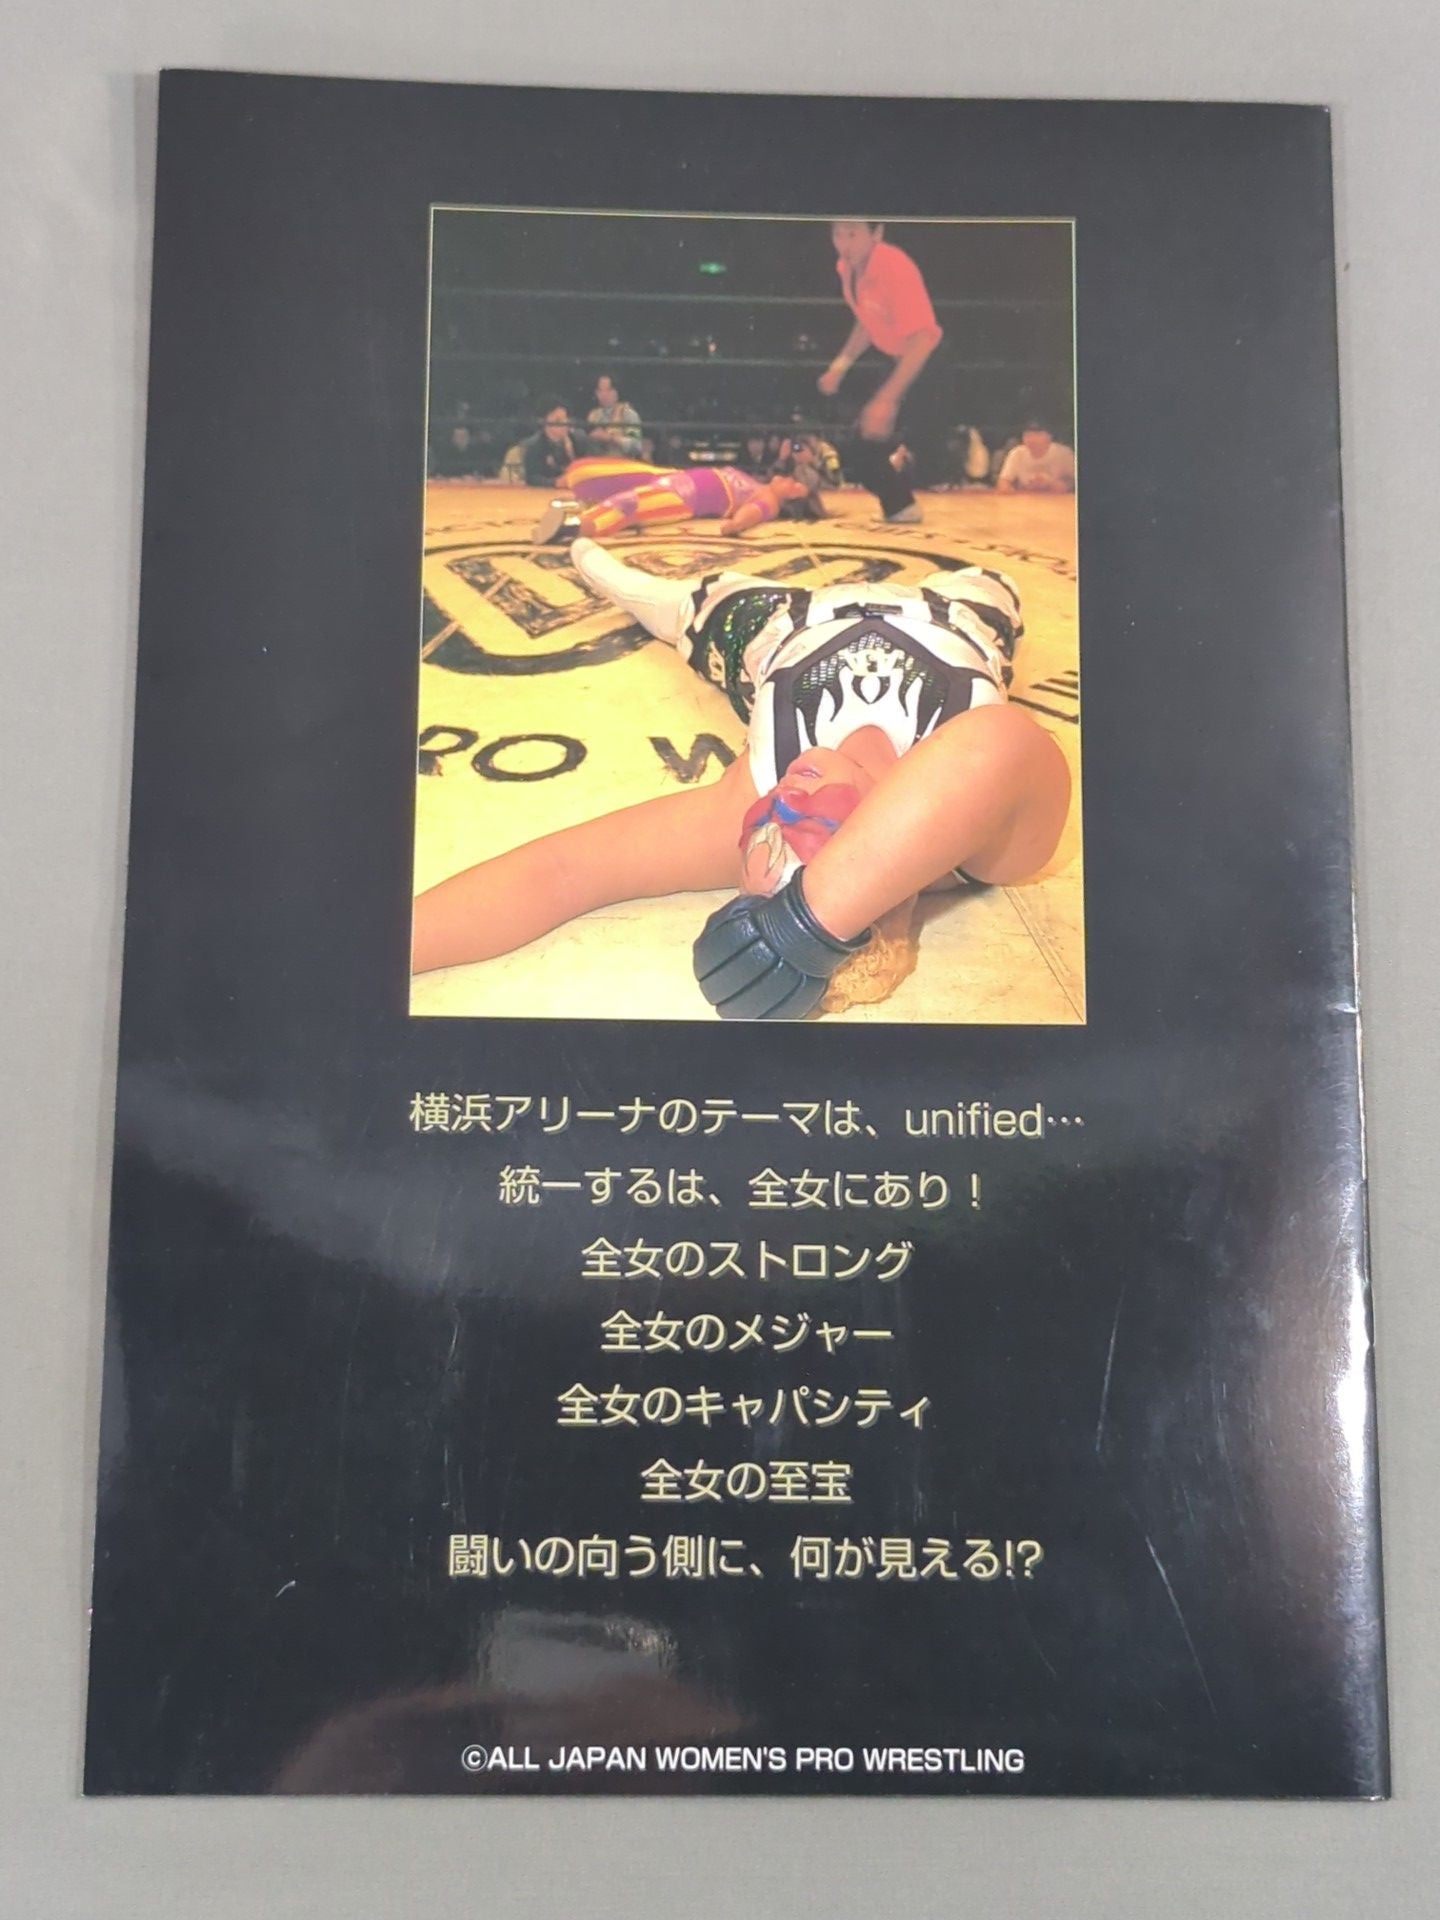 RO W
横浜アリーナのテーマは、unified…
統一するは、全女にあり！
全女のストロング
全女のメジャー
全女のキャパシティ
全女の至宝
闘いの向う側に、何が見える!?
©ALL JAPAN WOMEN'S PRO WRESTLING